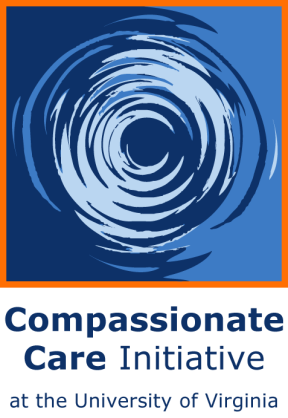 Compassionate
Care Initiative
at the University of Virginia